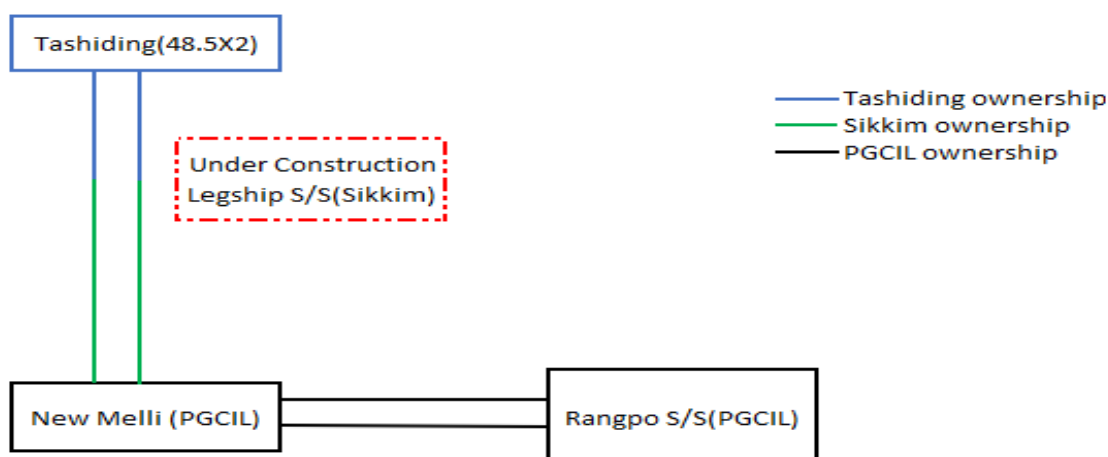 Tashiding(48.5X2)
Tashiding ownership
Sikkim ownership
PGCIL ownership
Under Construction
Legship S/S(Sikkim)
New Melli (PGCIL)
Rangpo S/S(PGCIL)